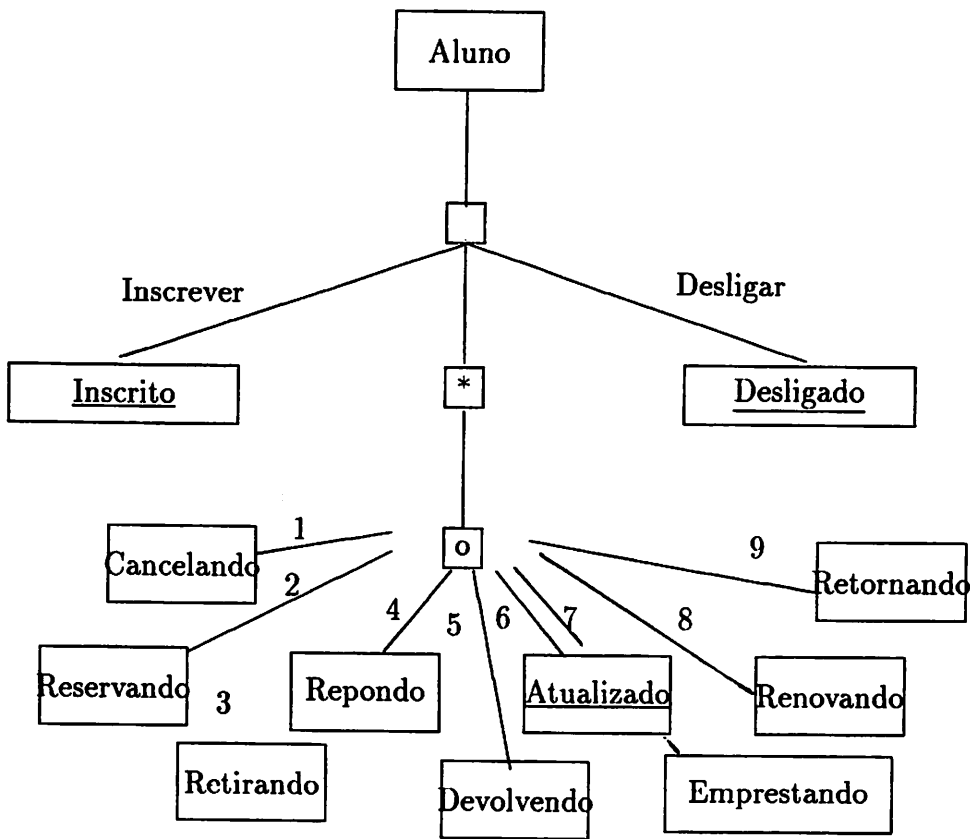 Aluno
Inscrever
Desligar
Inscrito
*
Desligado
1
Cancelando
o
9
Retornando
2
4
5
6
7
8
Reservando
3
Repondo
Atualizado
Renovando
Retirando
Devolvendo
Emprestando